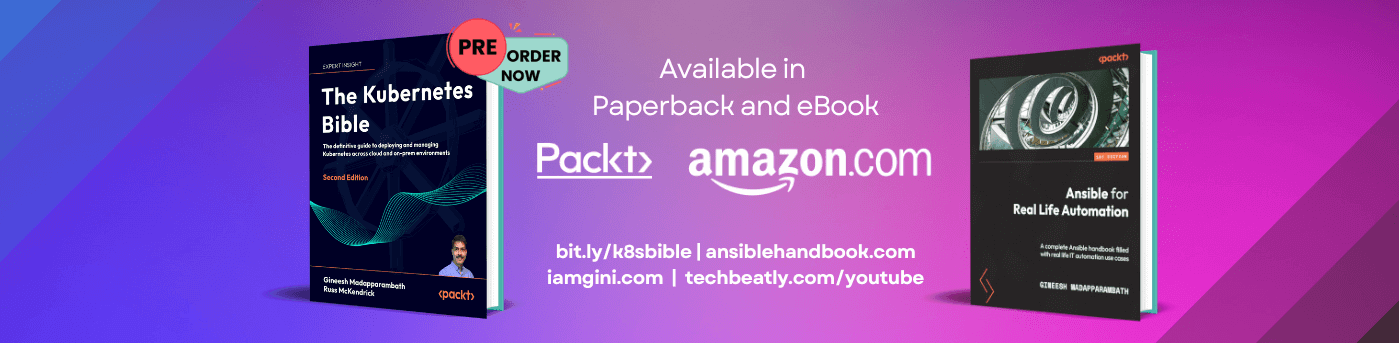 PRE
ORDER
NOW
EXPERT INSIGHT
The Kubernetes
Bible
The definitive guide to deploying and managing
Kubernetes across cloud and on-prem environments
Second Edition
Gineesh Madapparambath
Russ McKendrick
<packt>
Available in
Paperback and eBook
Packt>
amazon.com
bit.ly/k8sbible | ansiblehandbook.com
iamgini.com | techbeatly.com/youtube
<packt>
1ST EDITION
Ansible for
Real Life Automation
A complete Ansible handbook filled
with real life IT automation use cases
GINEESH MADAPPARAMBATH